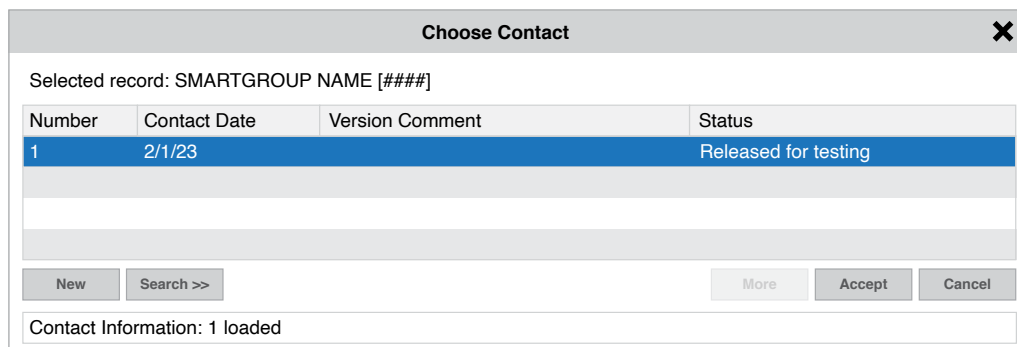 Choose Contact
Selected record: SMARTGROUP NAME [####]
Number Contact Date Version Comment Status
1 2/1/23 Released for testing
New Search >> More Accept Cancel
Contact Information: 1 loaded